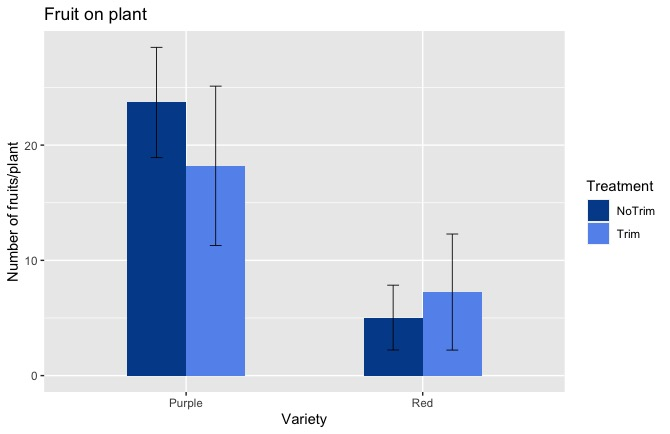 Fruit on plant
Number of fruits/plant
20
10
0
Purple
Red
Variety
Treatment
NoTrim
Trim